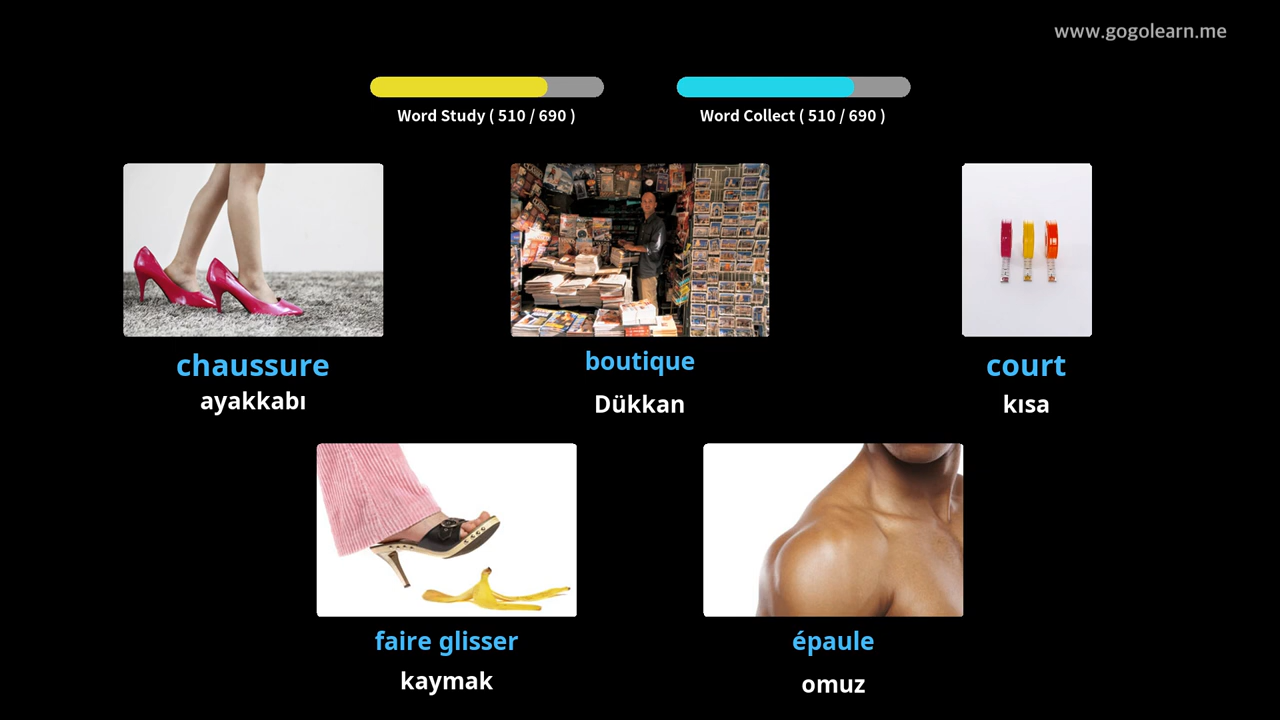 www.gogolearn.me
Word Study ( 510 / 690 )
Word Collect ( 510 / 690 )
chaussure
ayakkabı
boutique
Dükkan
court
kısa
faire glisser
kaymak
épaule
omuz